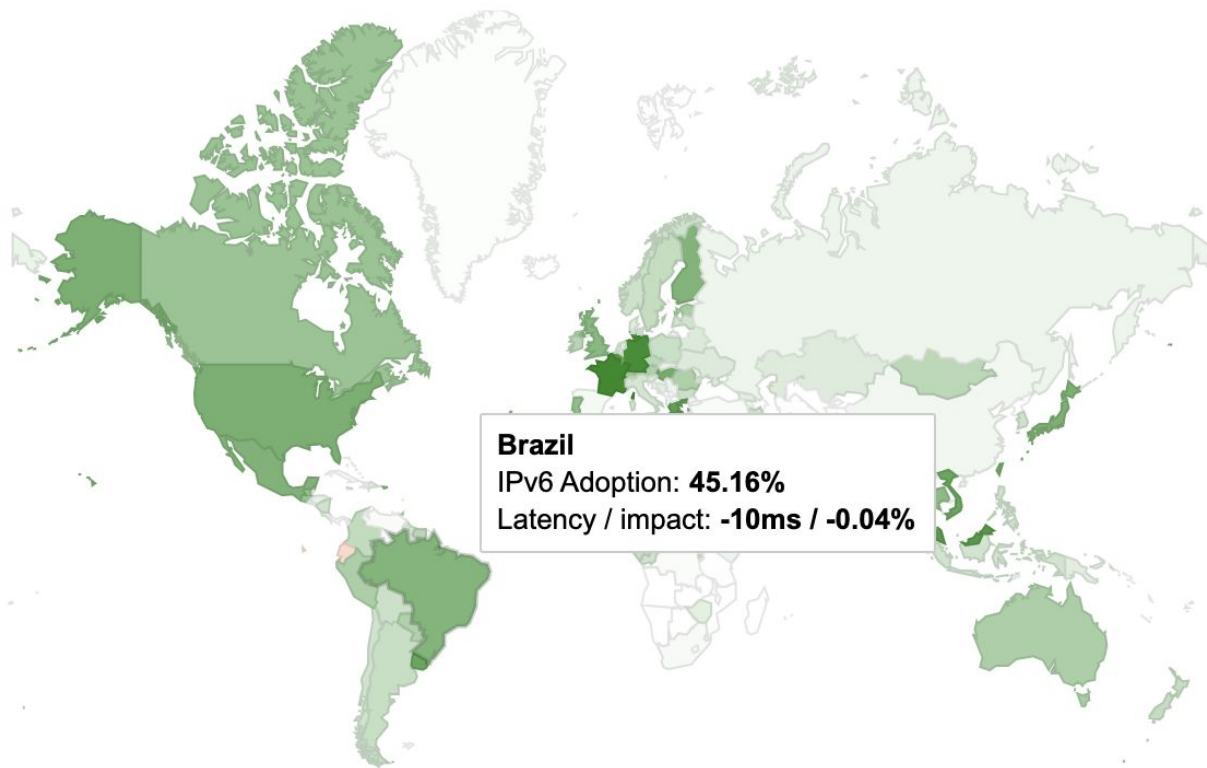 Brazil
IPv6 Adoption: 45.16%
Latency / impact: -10ms / -0.04%